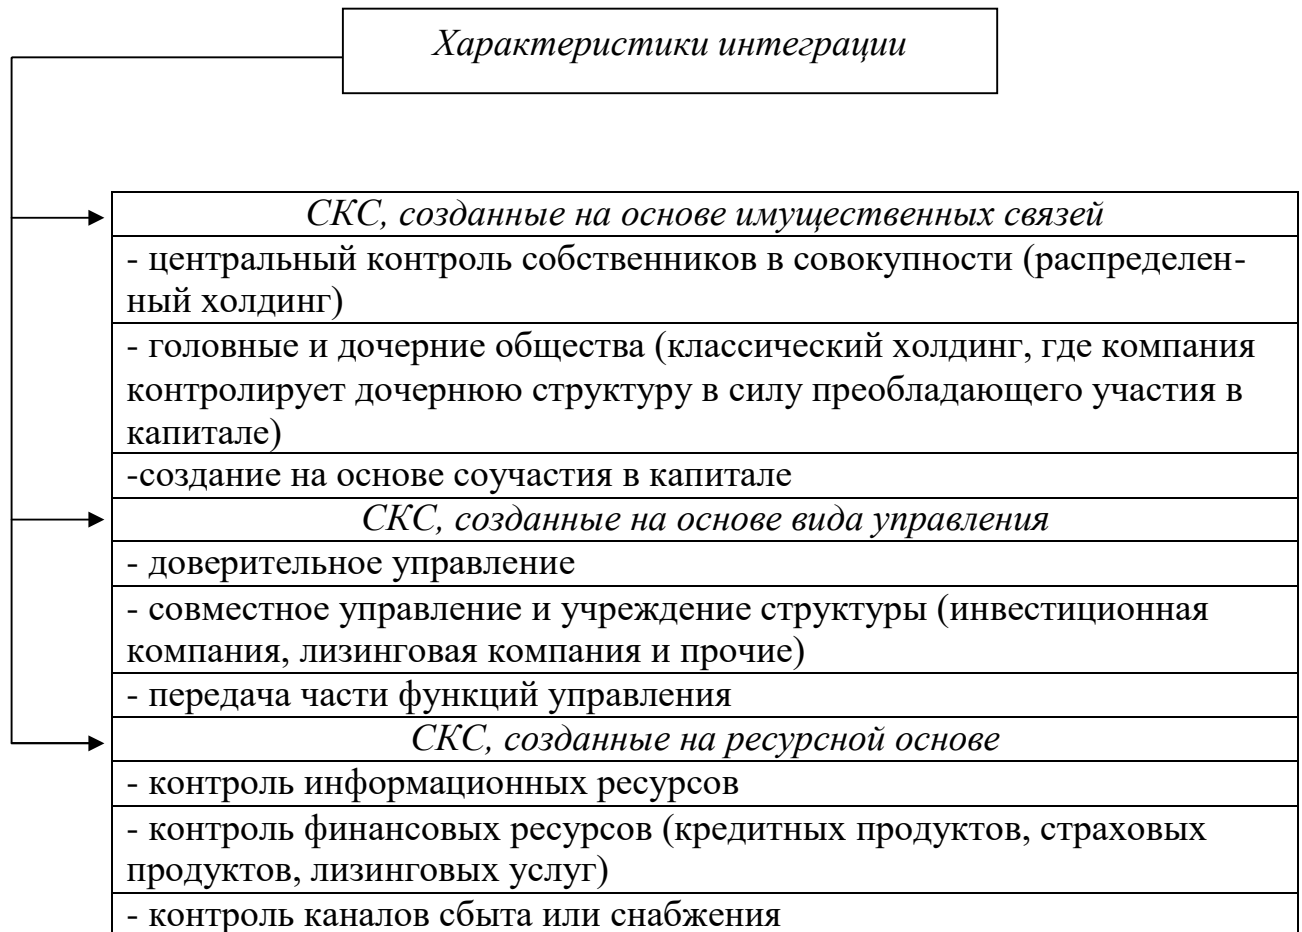 Характеристики интеграции
СКС, созданные на основе имущественных связей
- центральный контроль собственников в совокупности (распределен-
ный холдинг)
- головные и дочерние общества (классический холдинг, где компания
контролирует дочернюю структуру в силу преобладающего участия в
капитале)
-создание на основе соучастия в капитале
СКС, созданные на основе вида управления
- доверительное управление
- совместное управление и учреждение структуры (инвестиционная
компания, лизинговая компания и прочие)
- передача части функций управления
СКС, созданные на ресурсной основе
- контроль информационных ресурсов
- контроль финансовых ресурсов (кредитных продуктов, страховых
продуктов, лизинговых услуг)
- контроль каналов сбыта или снабжения